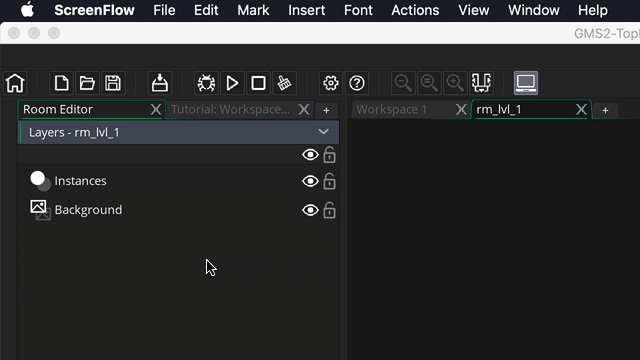 ScreenFlow File Edit Mark Insert Font Actions View Window Help
GMS2-Top
Room Editor Tutorial: Workspace... + Workspace 1 rm_lvl_1 +
Layers - rm_lvl_1
Instances
Background